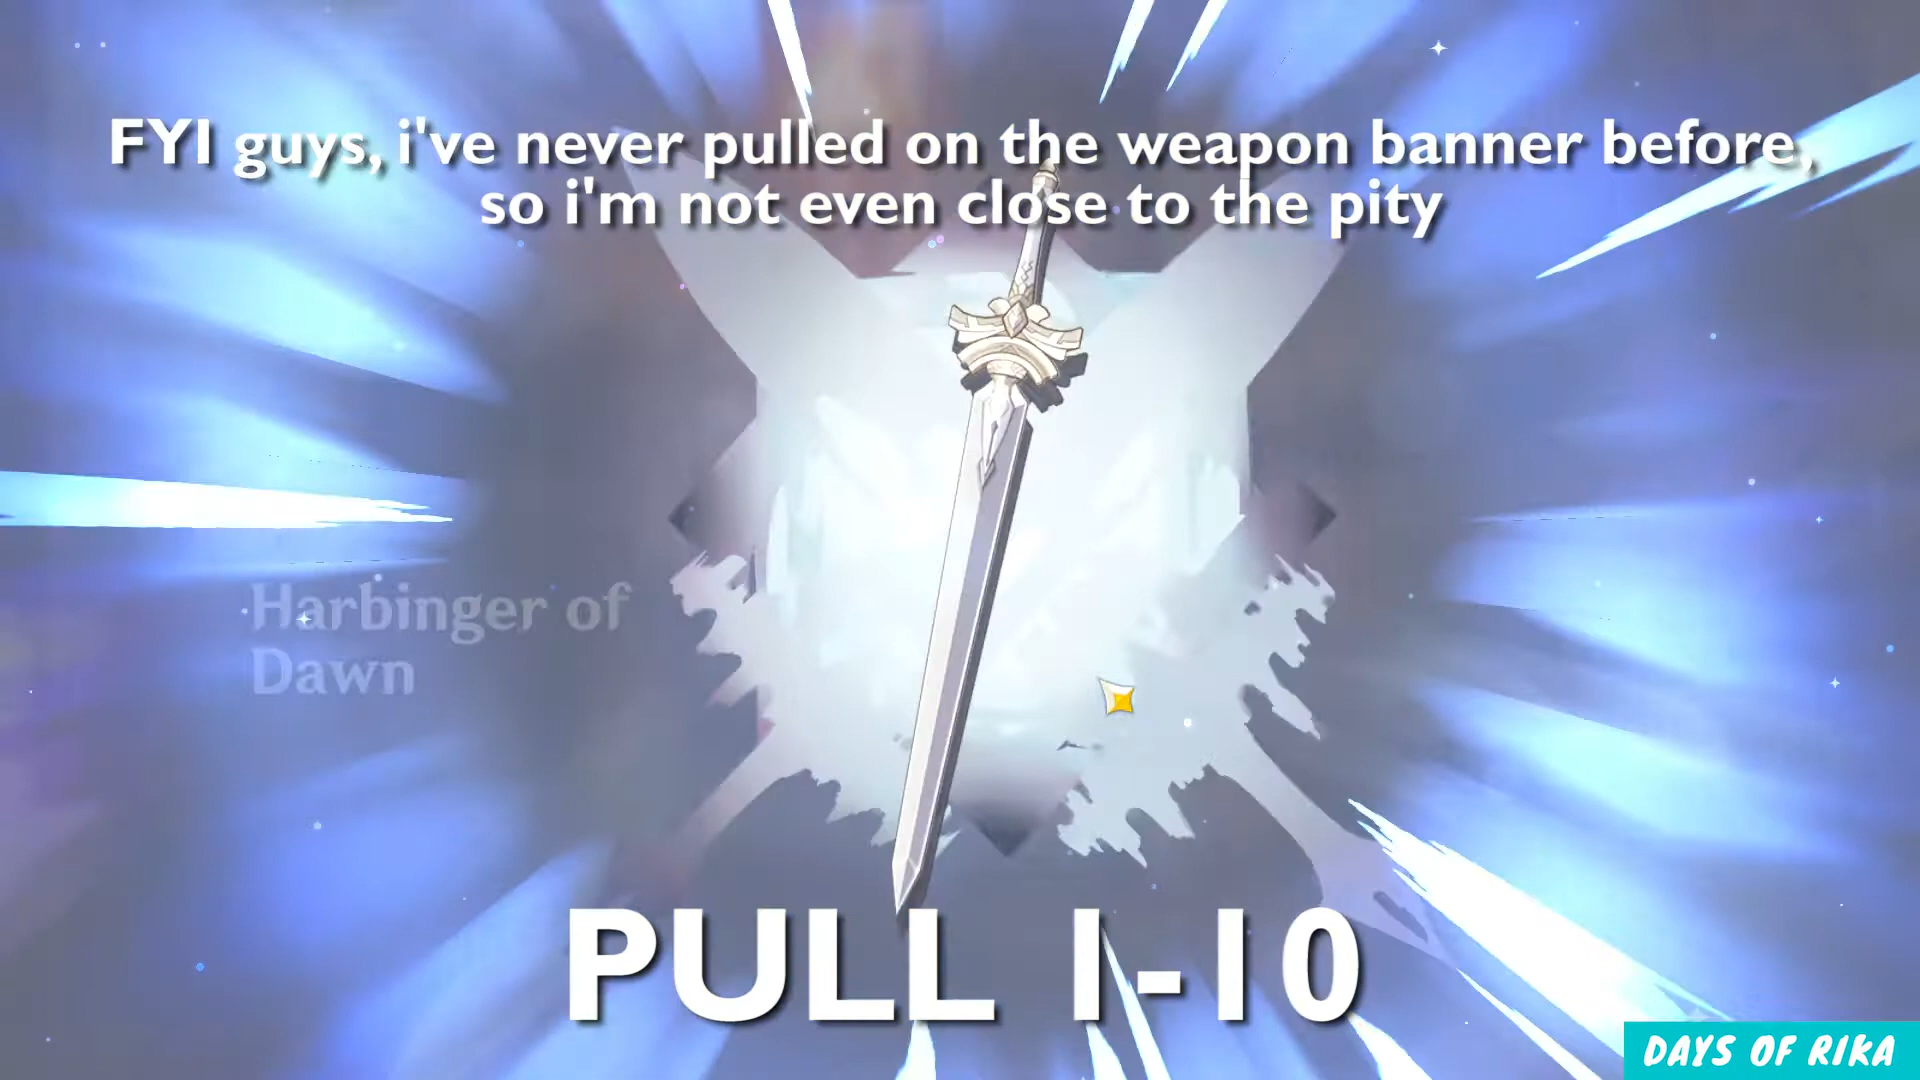 FYI guys, i've never pulled on the weapon banner before,
so i'm not even close to the pity
Harbinger of
Dawn
PULL 1-10
DAYS OF RIKA